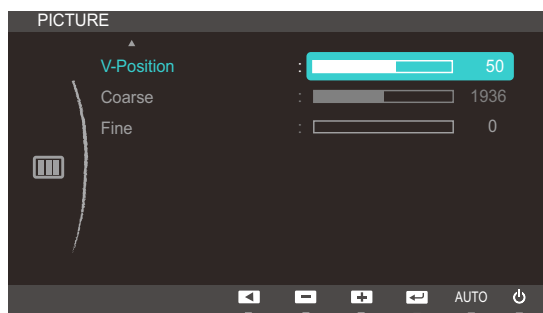 PICTURE
V-Position : 50
Coarse : 1936
Fine : 0
AUTO